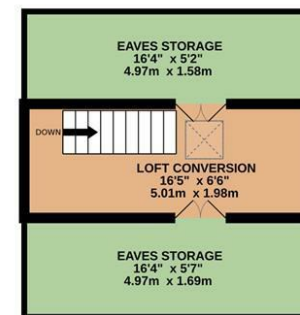 EAVES STORAGE
16'4" x 5'2"
4.97m x 1.58m
DOWN
LOFT CONVERSION
16'5" x 6'6"
5.01m x 1.98m
EAVES STORAGE
16'4" x 5'7"
4.97m x 1.69m